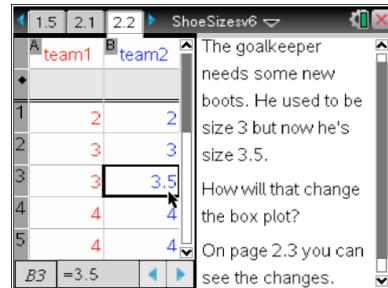 1.5 2.1 2.2 ShoeSizesv6
A team1 B team2
1 2 2
2 3 3
3 3 3.5
4 4 4
5 4 4
B3 =3.5
The goalkeeper
needs some new
boots. He used to be
size 3 but now he's
size 3.5.
How will that change
the box plot?
On page 2.3 you can
see the changes.